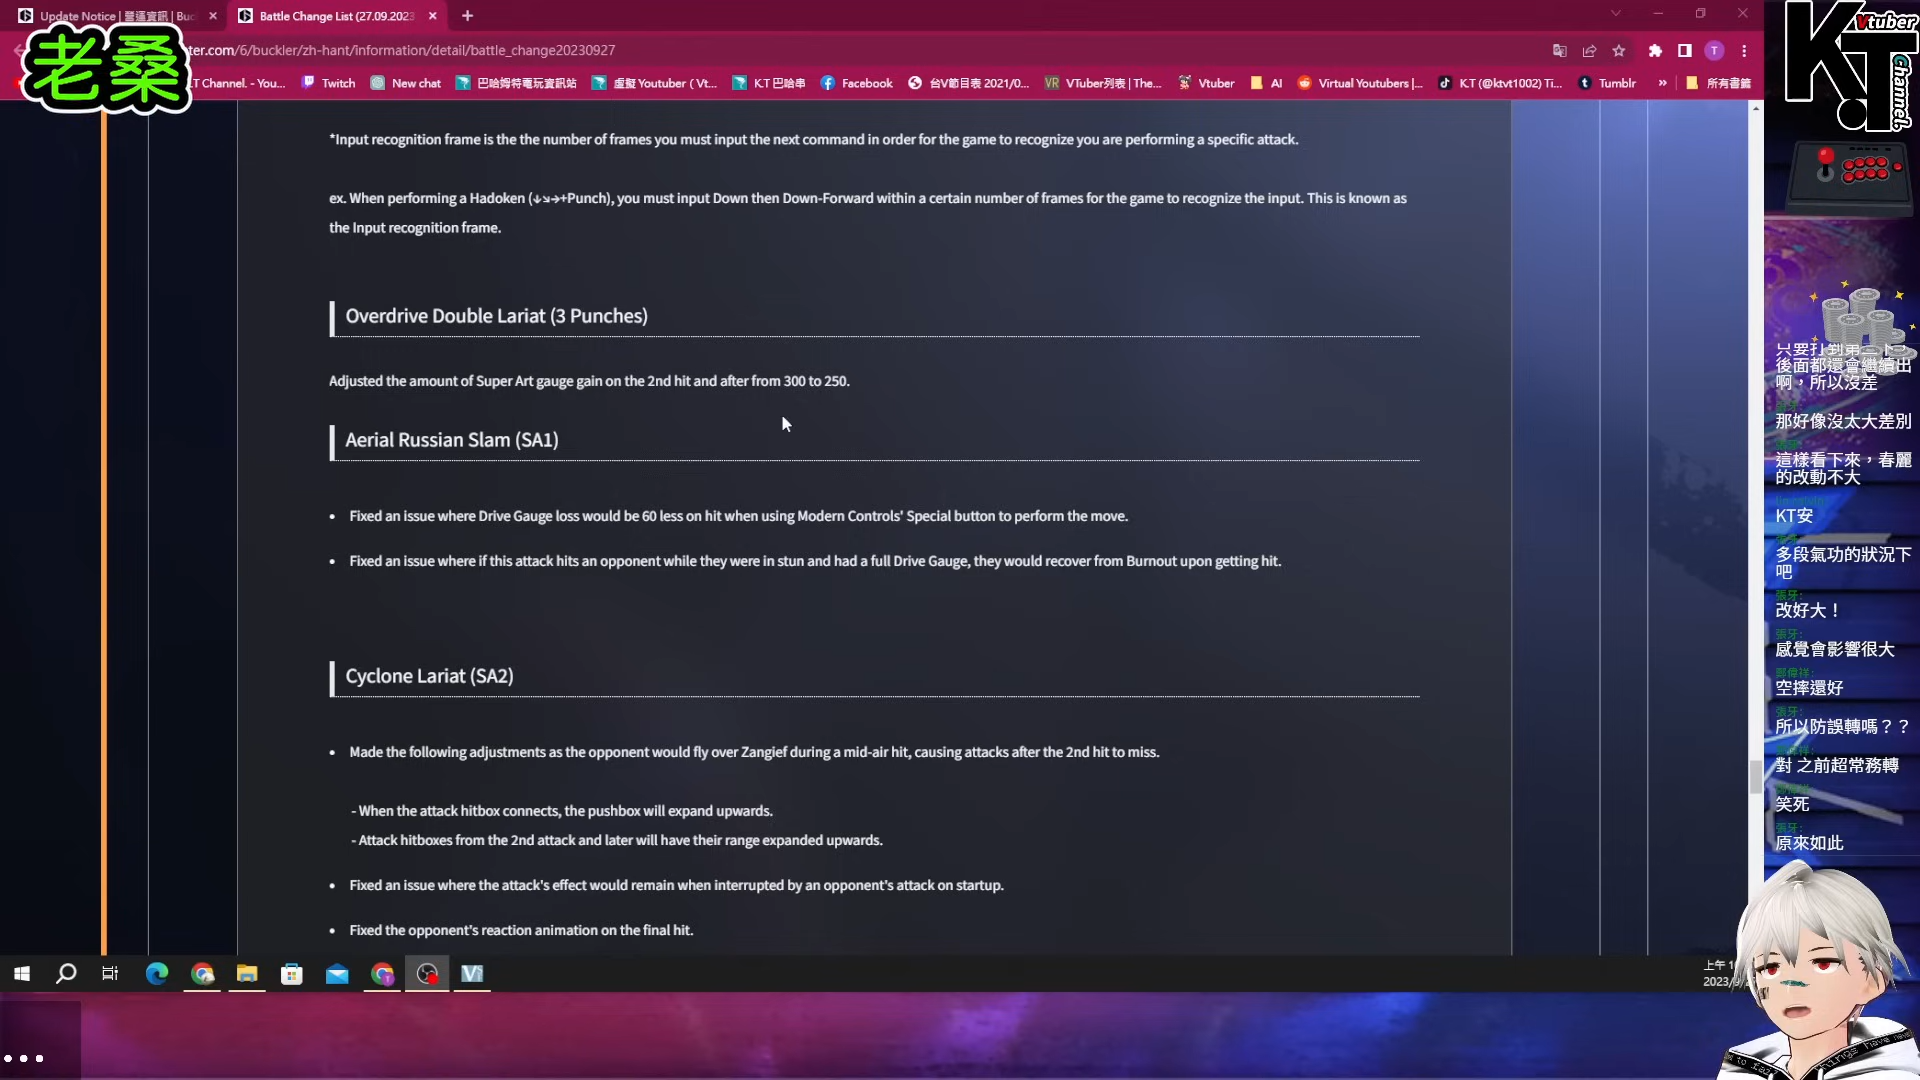 Update Notice | 營運資訊 | Buc
Battle Change List (27.09.2023
老桑
ter.com/6/buckler/zh-hant/information/detail/battle_change20230927
T Channel. - You...
Twitch
New chat
巴哈姆特電玩資訊站
虛擬 Youtuber ( Vt...
K.T 巴哈串
Facebook
台V節目表 2021/0...
VTuber列表 | The...
Vtuber
AI
Virtual Youtubers |...
K.T (@ktvt1002) Ti...
Tumblr
»
所有書籤
Vtuber
K.T
Channel.
*Input recognition frame is the the number of frames you must input the next command in order for the game to recognize you are performing a specific attack.
ex. When performing a Hadoken (↓↘→+Punch), you must input Down then Down-Forward within a certain number of frames for the game to recognize the input. This is known as
the Input recognition frame.
Overdrive Double Lariat (3 Punches)
Adjusted the amount of Super Art gauge gain on the 2nd hit and after from 300 to 250.
Aerial Russian Slam (SA1)
• Fixed an issue where Drive Gauge loss would be 60 less on hit when using Modern Controls' Special button to perform the move.
• Fixed an issue where if this attack hits an opponent while they were in stun and had a full Drive Gauge, they would recover from Burnout upon getting hit.
Cyclone Lariat (SA2)
• Made the following adjustments as the opponent would fly over Zangief during a mid-air hit, causing attacks after the 2nd hit to miss.
- When the attack hitbox connects, the pushbox will expand upwards.
- Attack hitboxes from the 2nd attack and later will have their range expanded upwards.
• Fixed an issue where the attack's effect would remain when interrupted by an opponent's attack on startup.
• Fixed the opponent's reaction animation on the final hit.
後面都還會繼續出
啊，所以沒差
那好像沒太大差別
這樣看下來，春麗
的改動不大
KT安
多段氣功的狀況下
吧
張牙:
改好大！
張牙:
感覺會影響很大
空摔還好
張牙:
所以防誤轉嗎？？
對 之前超常務轉
笑死
張牙:
原來如此
上午
2023/9/